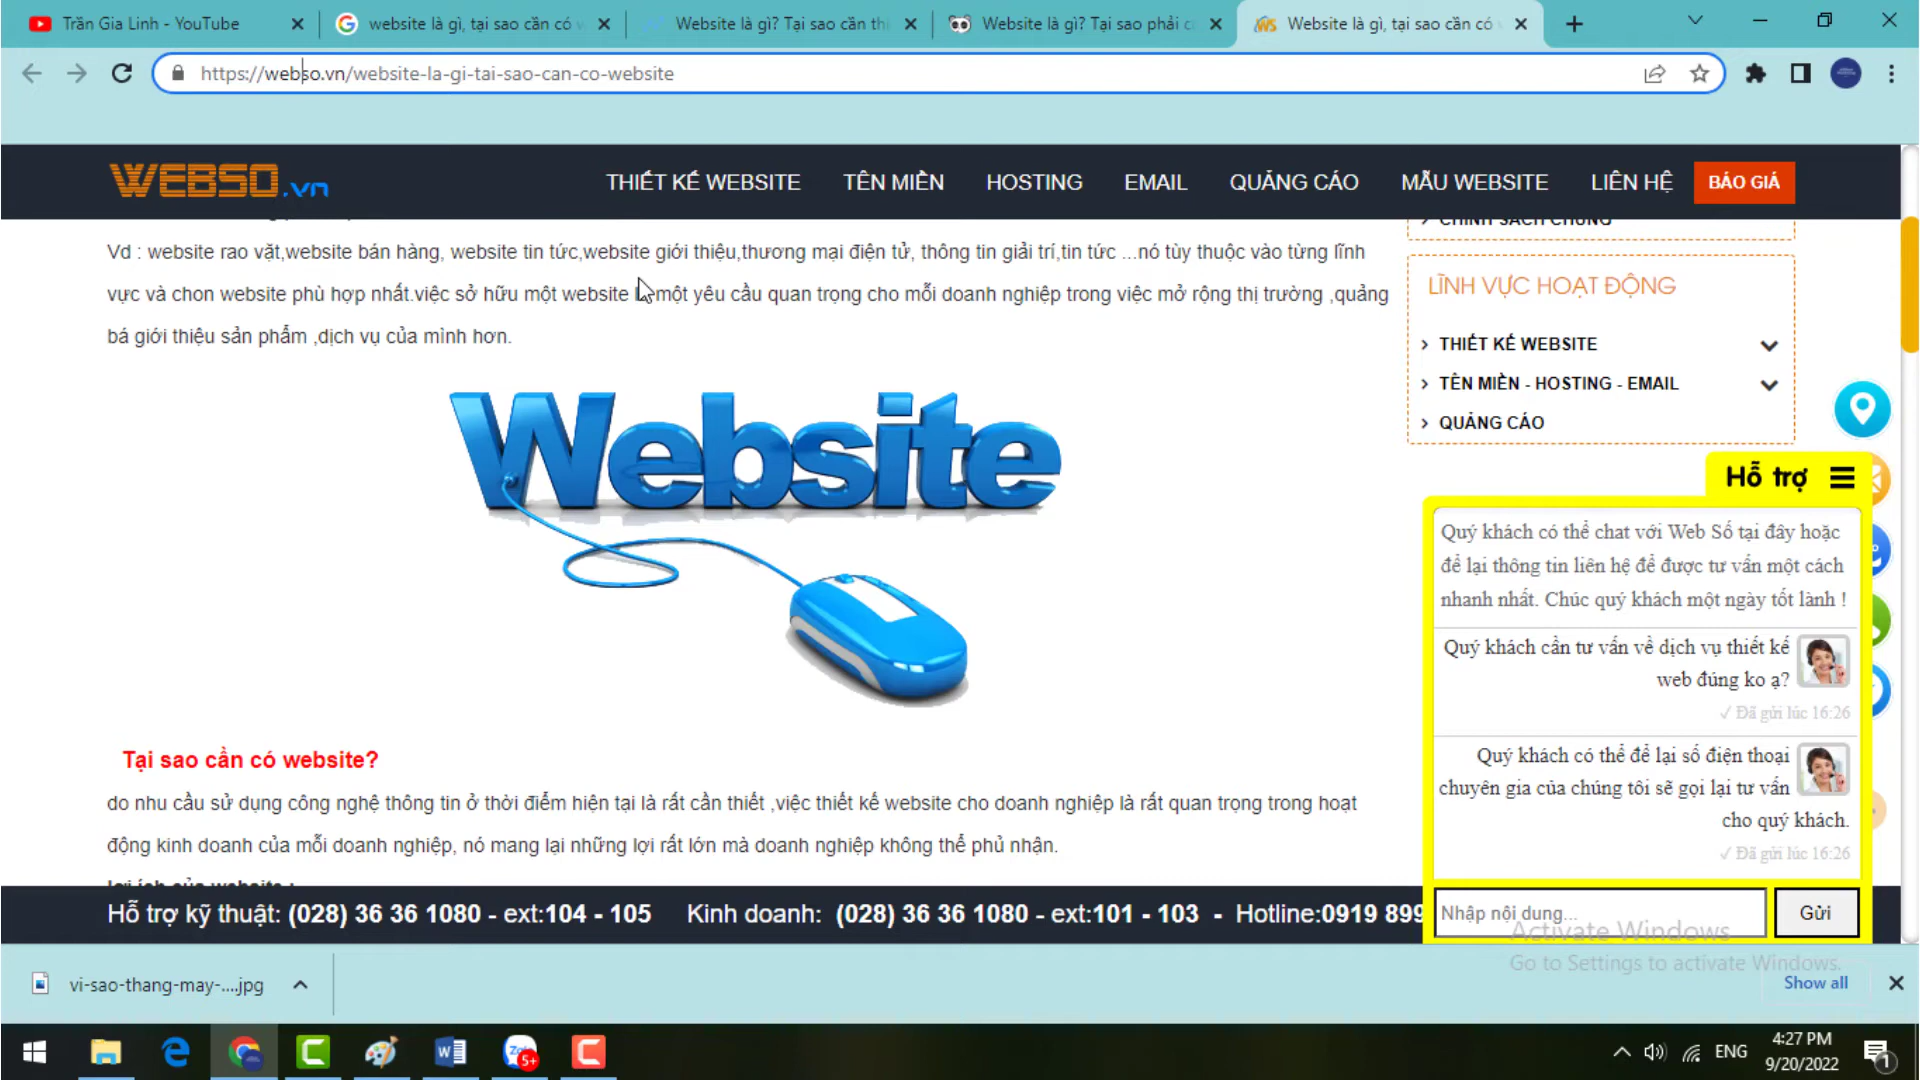 Trần Gia Linh - YouTube
website là gì, tại sao cần có w
Website là gì? Tại sao cần thi
Website là gì? Tại sao phải c
Website là gì, tại sao cần có
https://webso.vn/website-la-gi-tai-sao-can-co-website
WEBSO.vn
THIẾT KẾ WEBSITE
TÊN MIỀN
HOSTING
EMAIL
QUẢNG CÁO
MẪU WEBSITE
LIÊN HỆ
BÁO GIÁ
Vd : website rao vặt,website bán hàng, website tin tức,website giới thiệu,thương mại điện tử, thông tin giải trí,tin tức ...nó tùy thuộc vào từng lĩnh
vực và chon website phù hợp nhất.việc sở hữu một website là một yêu cầu quan trọng cho mỗi doanh nghiệp trong việc mở rộng thị trường ,quảng
bá giới thiệu sản phẩm ,dịch vụ của mình hơn.
Website
Tại sao cần có website?
do nhu cầu sử dụng công nghệ thông tin ở thời điểm hiện tại là rất cần thiết ,việc thiết kế website cho doanh nghiệp là rất quan trọng trong hoạt
động kinh doanh của mỗi doanh nghiệp, nó mang lại những lợi rất lớn mà doanh nghiệp không thể phủ nhận.
lợi ích của website :
CHÍNH SÁCH CHUNG
LĨNH VỰC HOẠT ĐỘNG
THIẾT KẾ WEBSITE
TÊN MIỀN - HOSTING - EMAIL
QUẢNG CÁO
Hỗ trợ
Quý khách có thể chat với Web Số tại đây hoặc
để lại thông tin liên hệ để được tư vấn một cách
nhanh nhất. Chúc quý khách một ngày tốt lành !
Quý khách cần tư vấn về dịch vụ thiết kế
web đúng ko ạ?
✓ Đã gửi lúc 16:26
Quý khách có thể để lại số điện thoại
chuyên gia của chúng tôi sẽ gọi lại tư vấn
cho quý khách.
✓ Đã gửi lúc 16:26
Nhập nội dung...
Gửi
Hỗ trợ kỹ thuật: (028) 36 36 1080 - ext:104 - 105 Kinh doanh: (028) 36 36 1080 - ext:101 - 103 - Hotline:0919 899
Activate Windows
Go to Settings to activate Windows.
vi-sao-thang-may-....jpg
Show all
5+
ENG
4:27 PM
9/20/2022
1